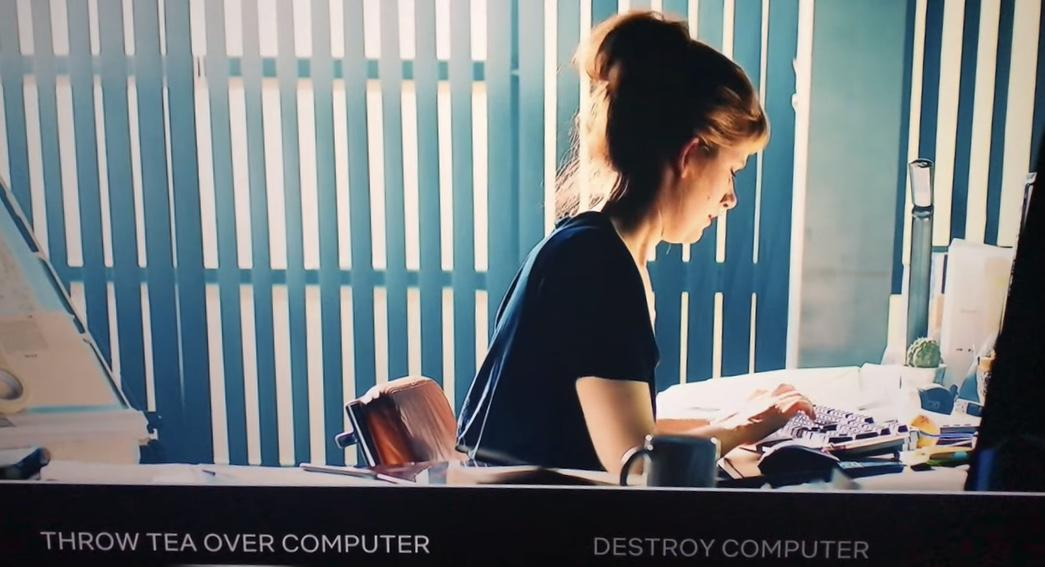 THROW TEA OVER COMPUTER
DESTROY COMPUTER